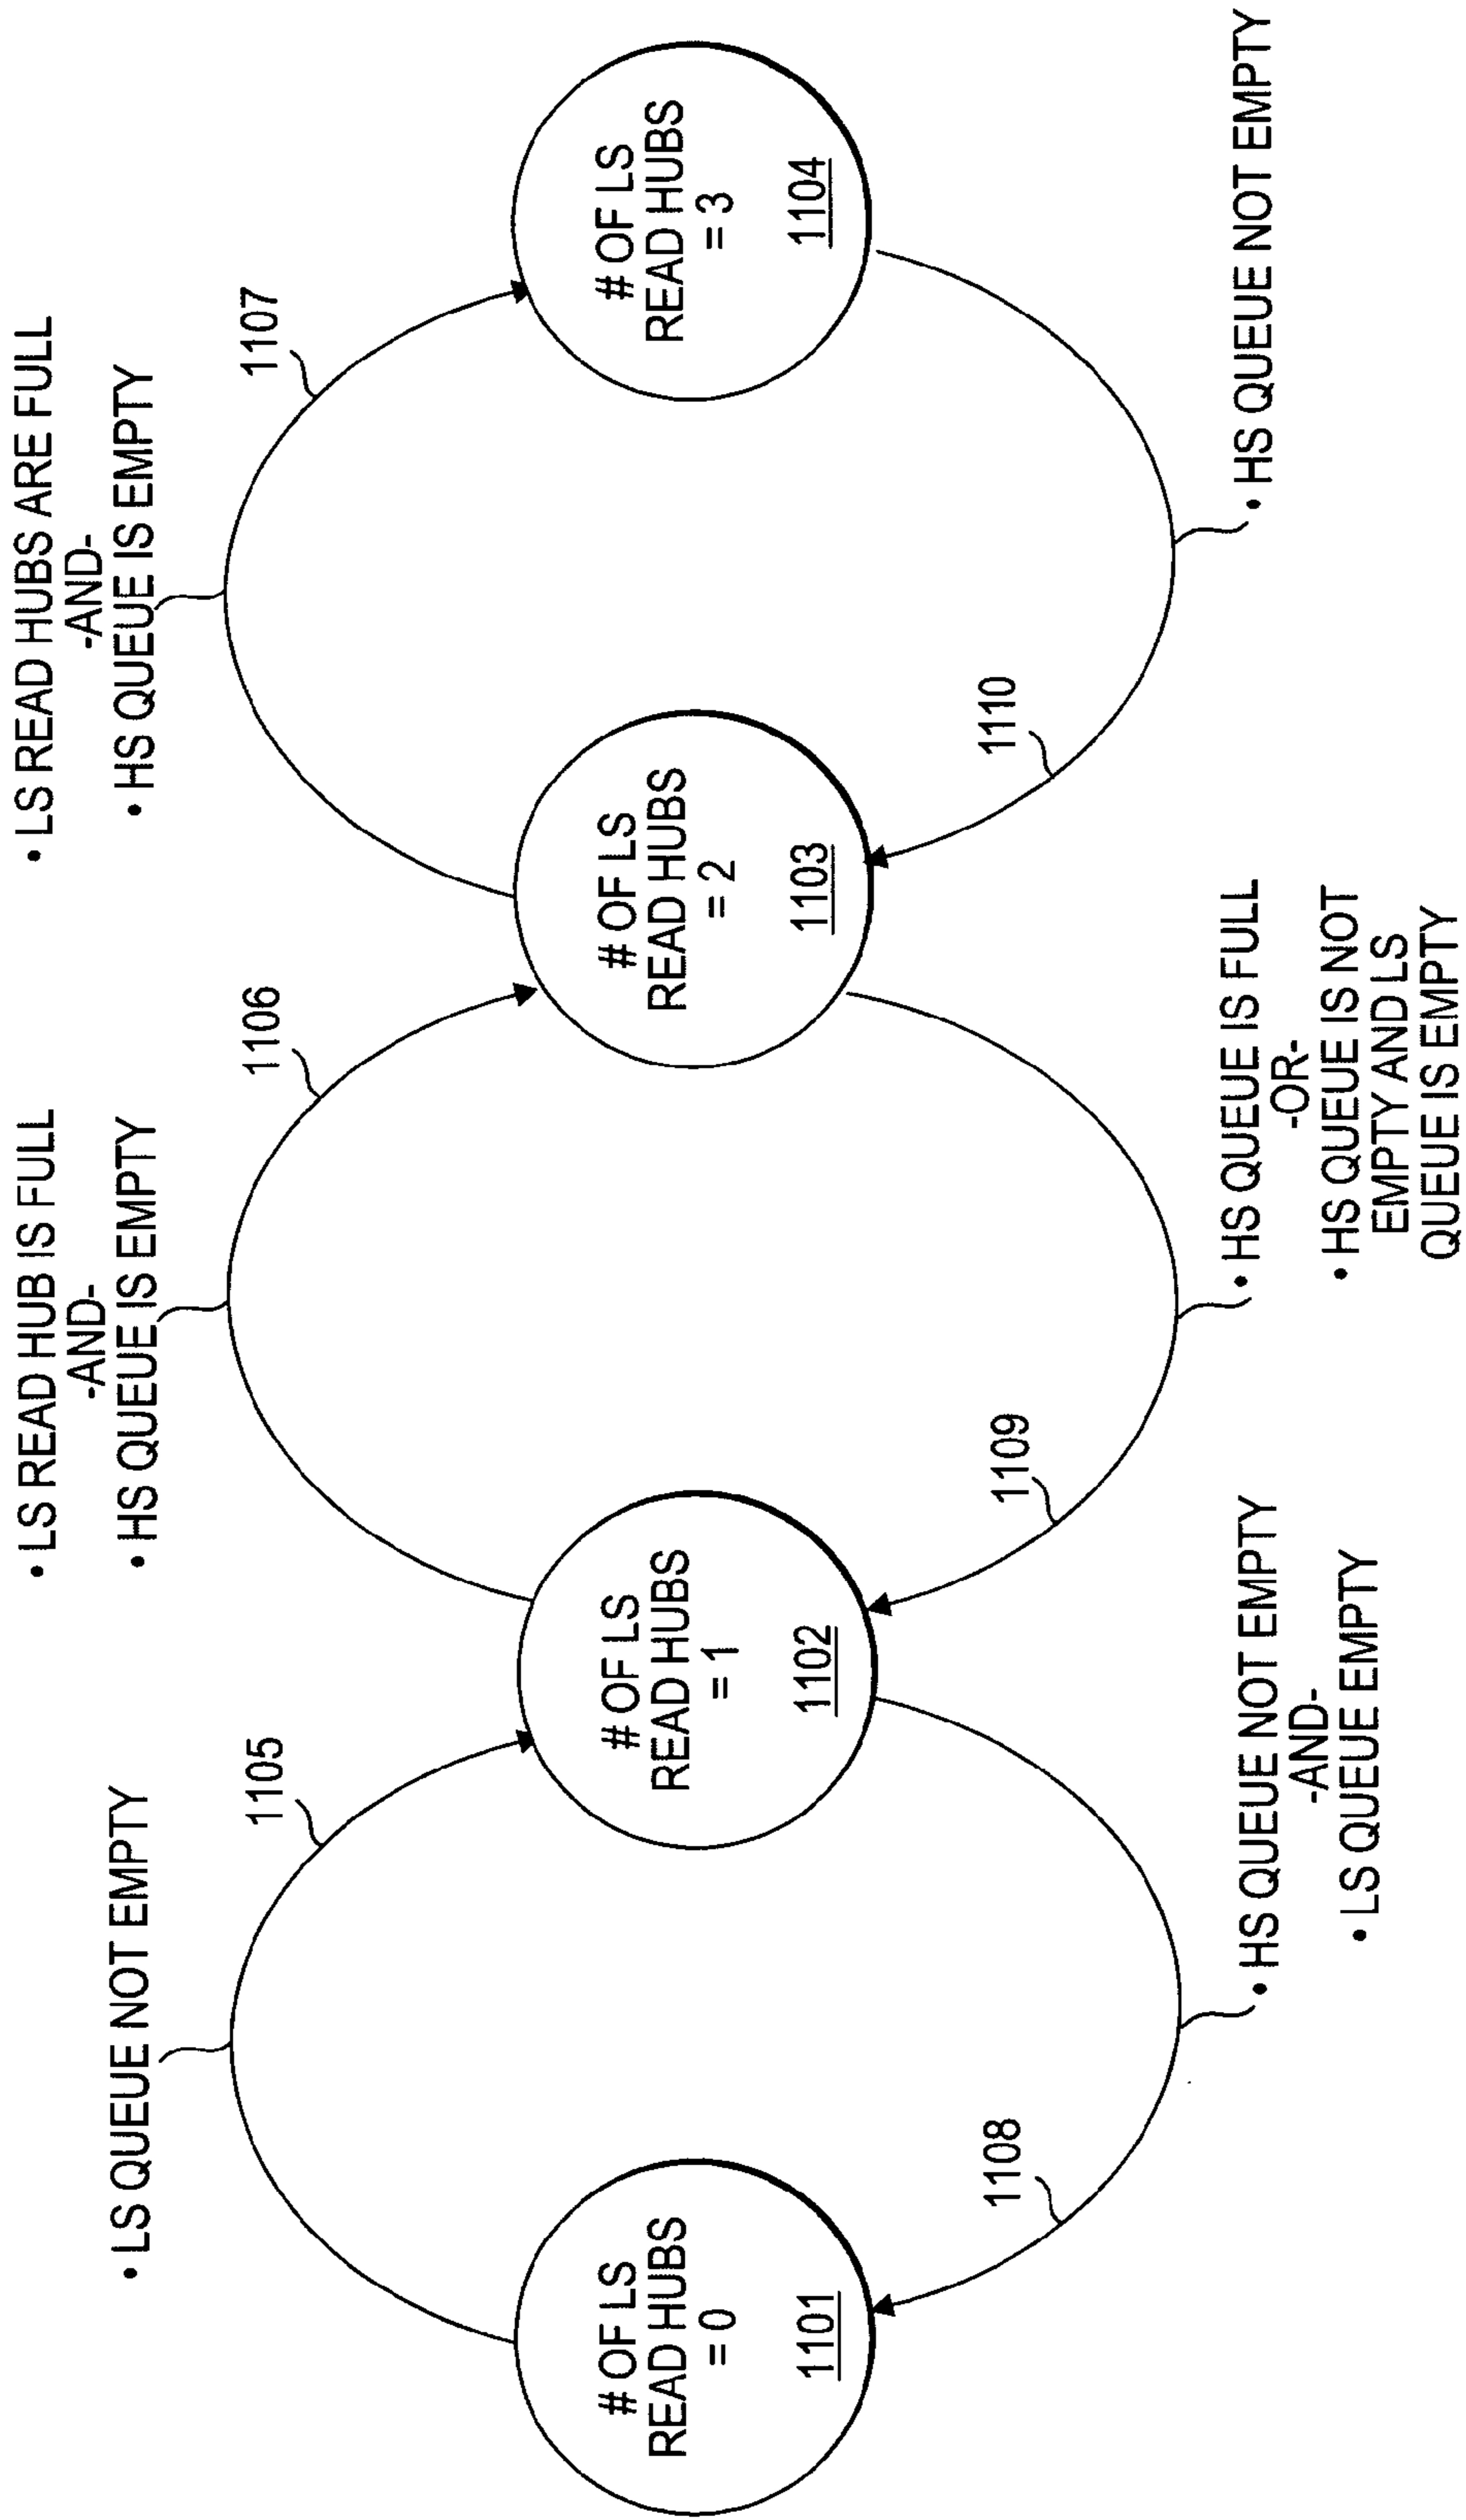 • LS QUEUE NOT EMPTY
1105
• LS READ HUB IS FULL
-AND-
• HS QUEUE IS EMPTY
1106
• LS READ HUBS ARE FULL
-AND-
• HS QUEUE IS EMPTY
1107
# OF LS
READ HUBS
= 0
1101
# OF LS
READ HUBS
= 1
1102
# OF LS
READ HUBS
= 2
1103
# OF LS
READ HUBS
= 3
1104
1108
• HS QUEUE NOT EMPTY
-AND-
• LS QUEUE EMPTY
1109
• HS QUEUE IS FULL
-OR-
• HS QUEUE IS NOT
EMPTY AND LS
QUEUE IS EMPTY
1110
• HS QUEUE NOT EMPTY